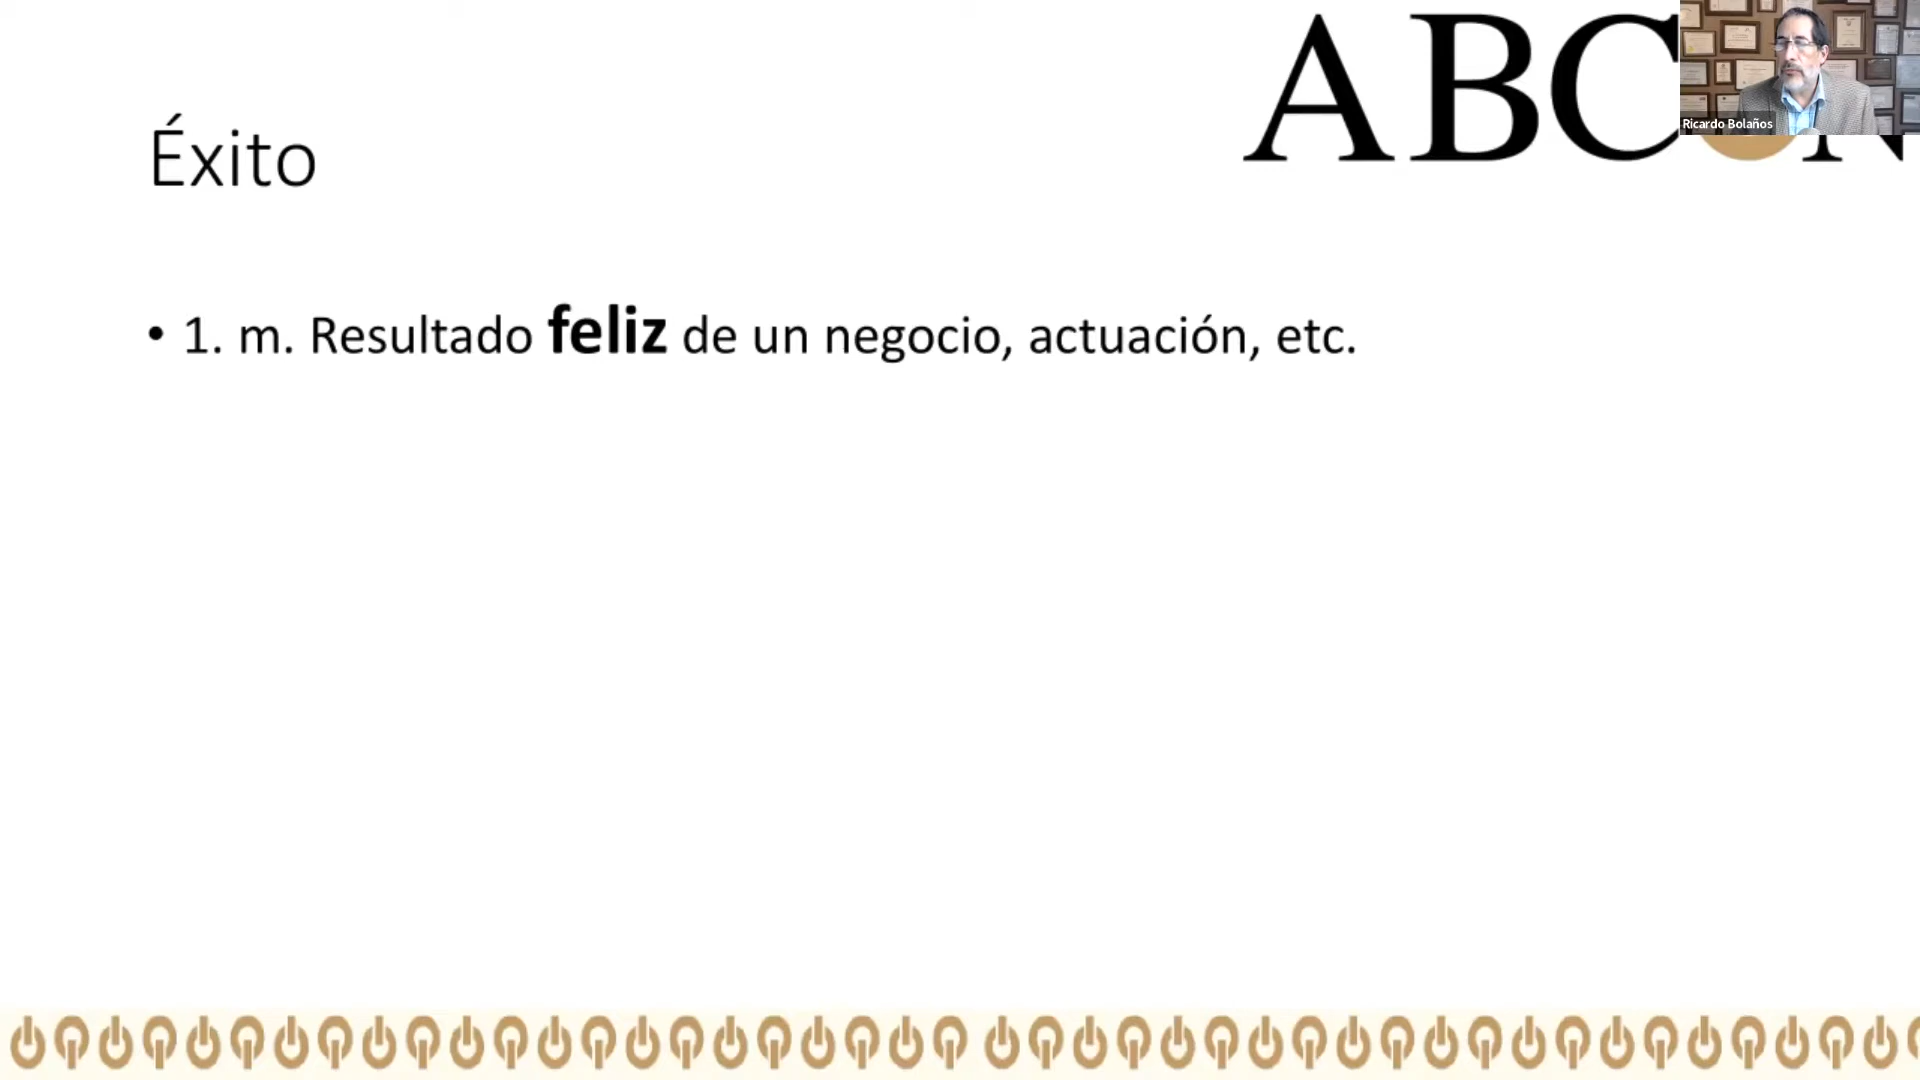 ABC N
Ricardo Bolaños
Éxito
• 1. m. Resultado feliz de un negocio, actuación, etc.